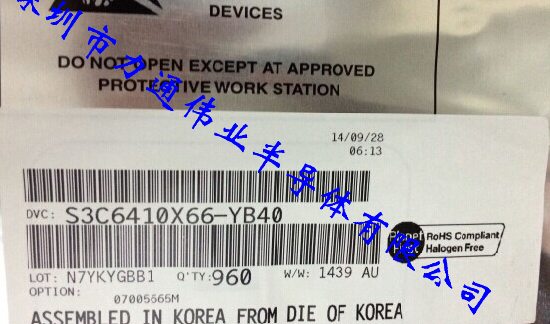 DEVICES
DO NOT OPEN EXCEPT AT APPROVED
PROTECTIVE WORK STATION
深圳市力通伟业半导体有限公司
14/09/28
06:13
DVC: S3C6410X66-YB40
RoHS Compliant
Halogen Free
LOT: N7YKYGBB1 Q'TY: 960 W/W: 1439 AU
OPTION:
07005665M
ASSEMBLED IN KOREA FROM DIE OF KOREA